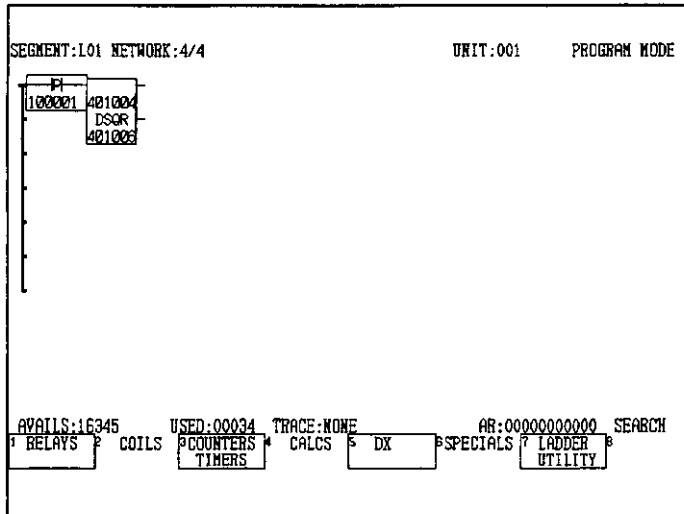 SEGMENT:L01 NETWORK:4/4 UNIT:001 PROGRAM MODE
P
100001 401004
DSQR
401006
AVAILS:16345 USED:00034 TRACE:NONE AR:00000000000 SEARCH
1 RELAYS 2 COILS 3 COUNTERS 4 CALCS 5 DX 6 SPECIALS 7 LADDER 8
TIMERS UTILITY